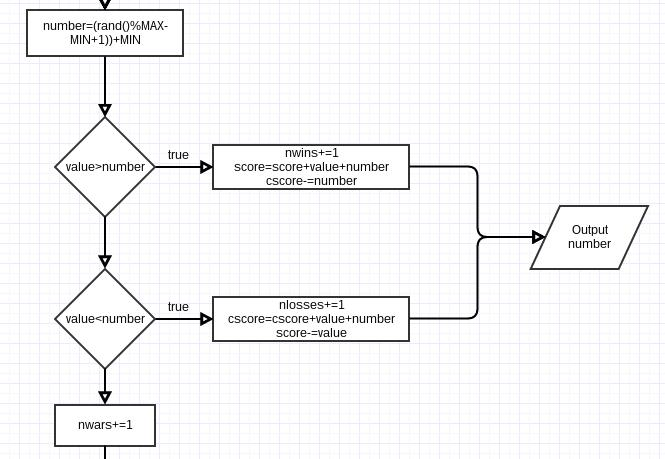 number=(rand()%MAX-
MIN+1))+MIN
value>number
true
nwins+=1
score=score+value+number
cscore-=number
Output
number
value<number
true
nlosses+=1
cscore=cscore+value+number
score-=value
nwars+=1